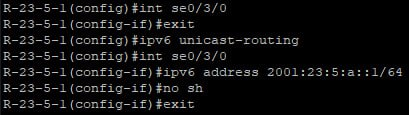 R-23-5-1(config)#int se0/3/0
R-23-5-1(config-if)#exit
R-23-5-1(config)#ipv6 unicast-routing
R-23-5-1(config)#int se0/3/0
R-23-5-1(config-if)#ipv6 address 2001:23:5:a::1/64
R-23-5-1(config-if)#no sh
R-23-5-1(config-if)#exit